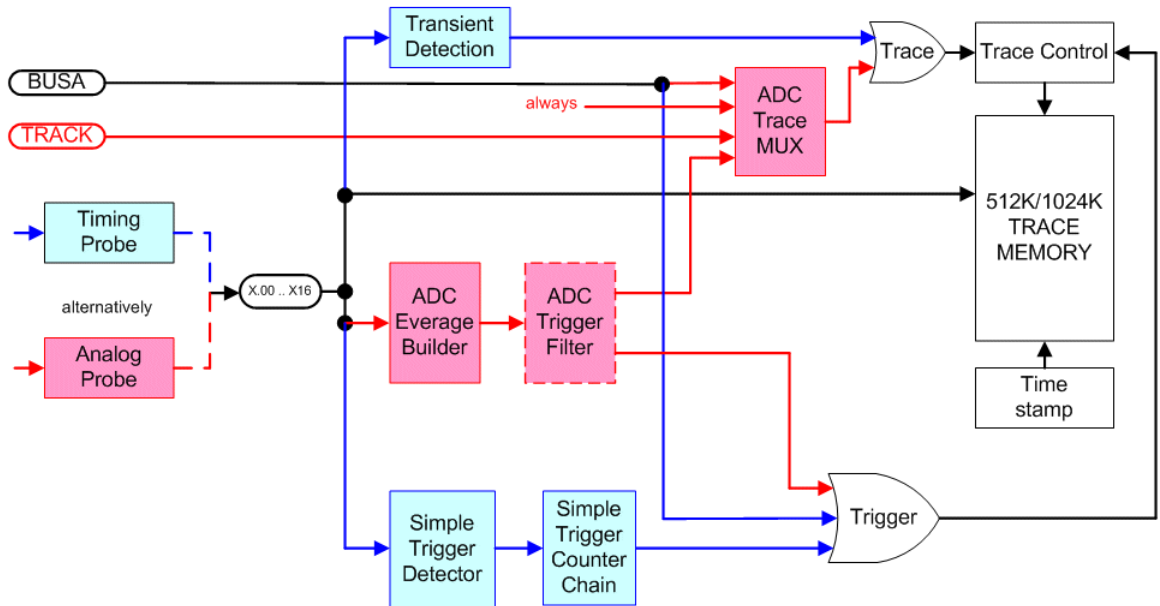 Transient
Detection
Trace
Trace Control
BUSA
always
ADC
Trace
MUX
TRACK
Timing
Probe
512K/1024K
TRACE
MEMORY
X.00 .. X16
alternatively
ADC
Everage
Builder
ADC
Trigger
Filter
Analog
Probe
Time
stamp
Simple
Trigger
Detector
Simple
Trigger
Counter
Chain
Trigger